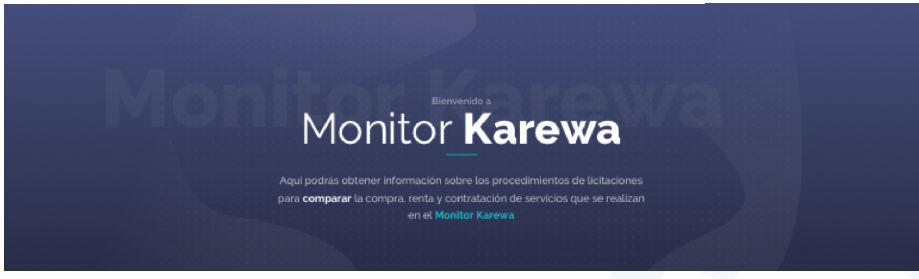 Monitor Karewa
Bienvenido a
Monitor Karewa
Aquí podrás obtener información sobre los procedimientos de licitaciones
para comparar la compra, renta y contratación de servicios que se realizan
en el Monitor Karewa